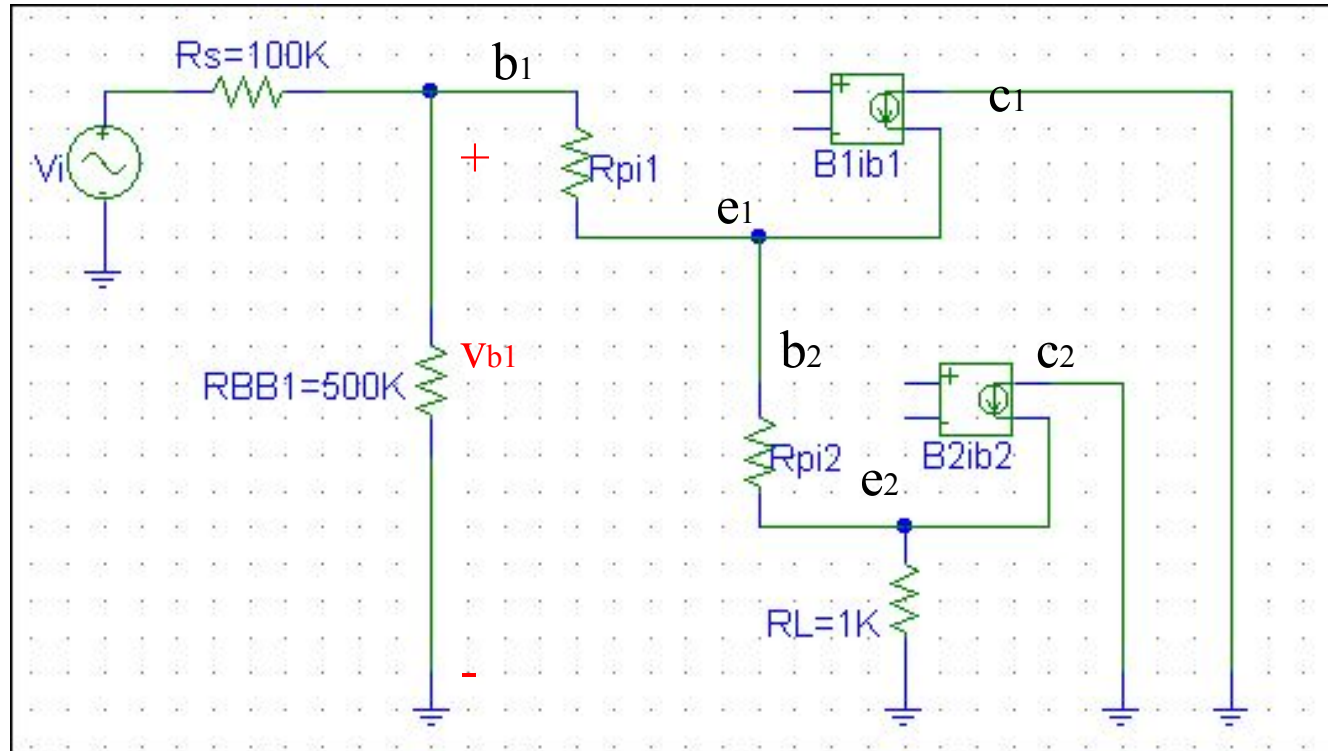 Rs=100K
b1
+
-
B1ib1
c1
+
Vi
-
+
Rpi1
e1
RBB1=500K
vb1
b2
c2
+
-
B2ib2
Rpi2
e2
RL=1K
-